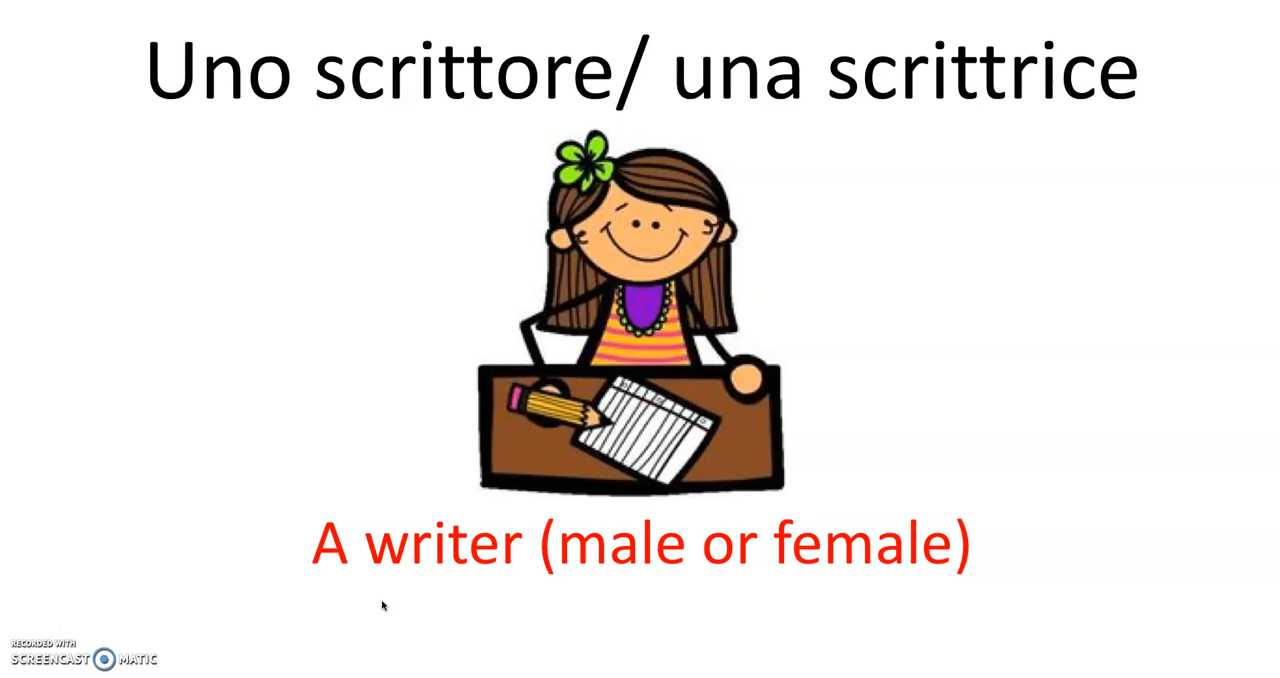 Uno scrittore/ una scrittrice
A writer (male or female)
RECORDED WITH
SCREENCAST MATIC